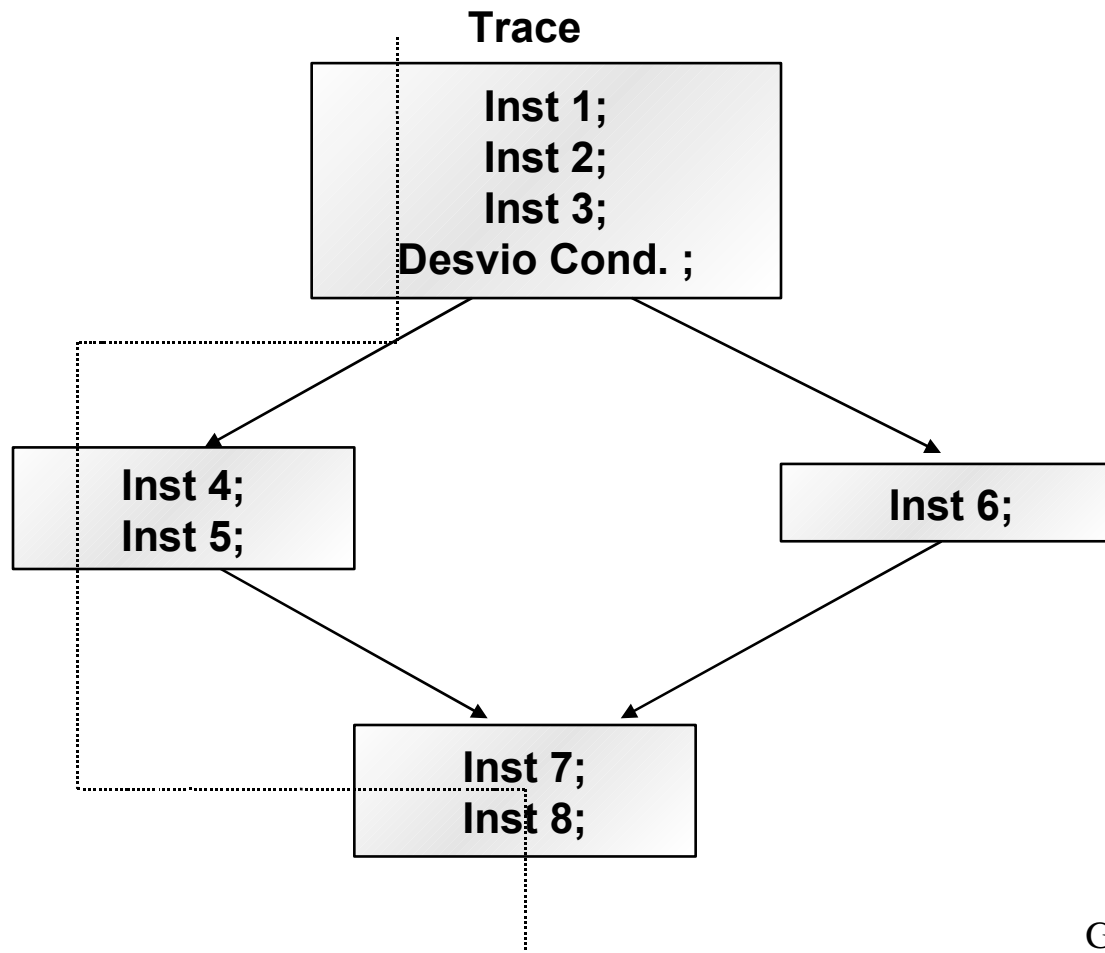 Trace
Inst 1;
Inst 2;
Inst 3;
Desvio Cond. ;
Inst 4;
Inst 5;
Inst 6;
Inst 7;
Inst 8;
G